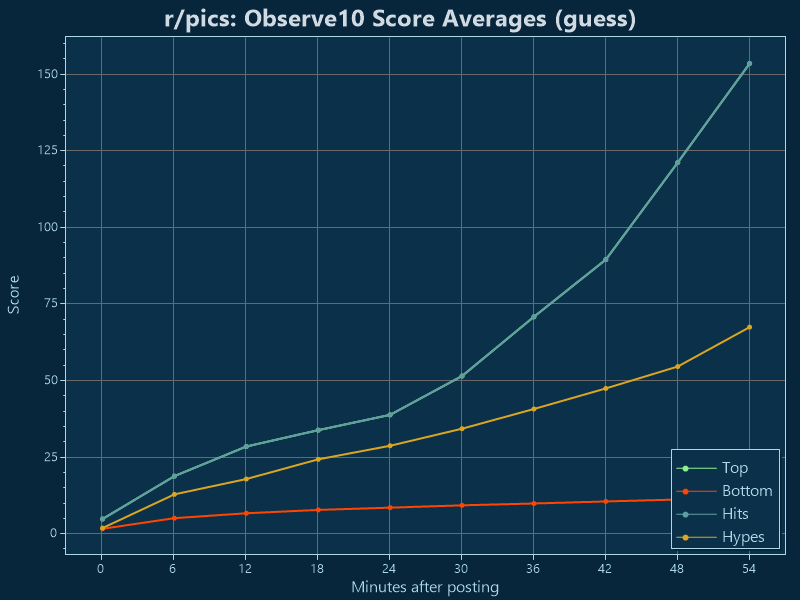 r/pics: Observe10 Score Averages (guess)
150
125
100
75
50
25
0
Score
0 6 12 18 24 30 36 42 48 54
Minutes after posting
Top
Bottom
Hits
Hypes